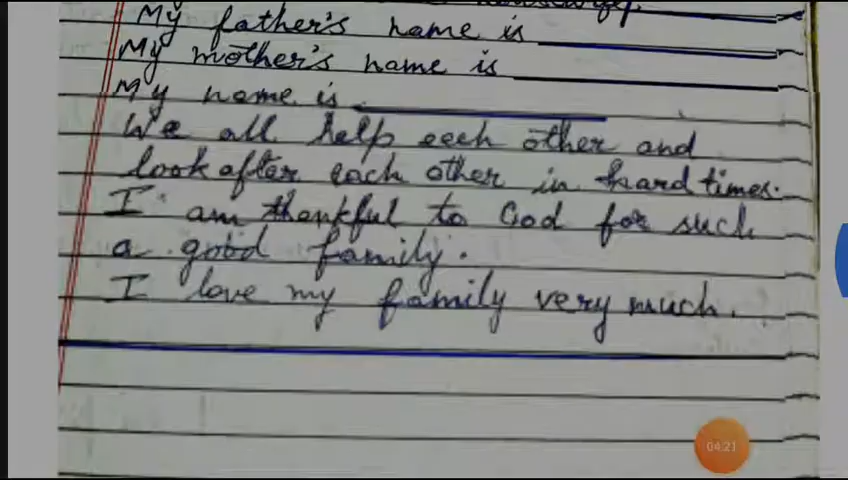 My father's name is
My mother's name is
My name is
We all help eech other and
look after each other in hard times.
I am thankful to God for such
a good family.
I love my family very much.
04:21